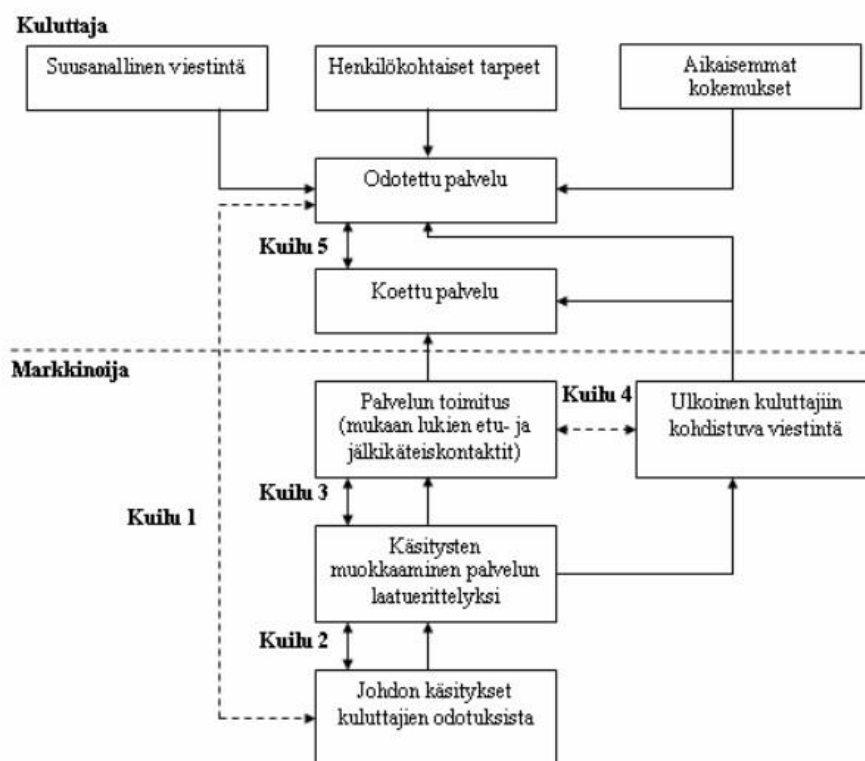 Kuluttaja
Suusanallinen viestintä
Henkilökohtaiset tarpeet
Aikaisemmat
kokemukset
Odotettu palvelu
Kuilu 5
Koettu palvelu
Markkinoija
Palvelun toimitus
(mukaan lukien etu- ja
jälkikäteiskontaktit)
Kuilu 4
Ulkoinen kuluttajiin
kohdistuva viestintä
Kuilu 3
Kuilu 1
Käsitysten
muokkaaminen palvelun
laatuerittelyksi
Kuilu 2
Johdon käsitykset
kuluttajien odotuksista